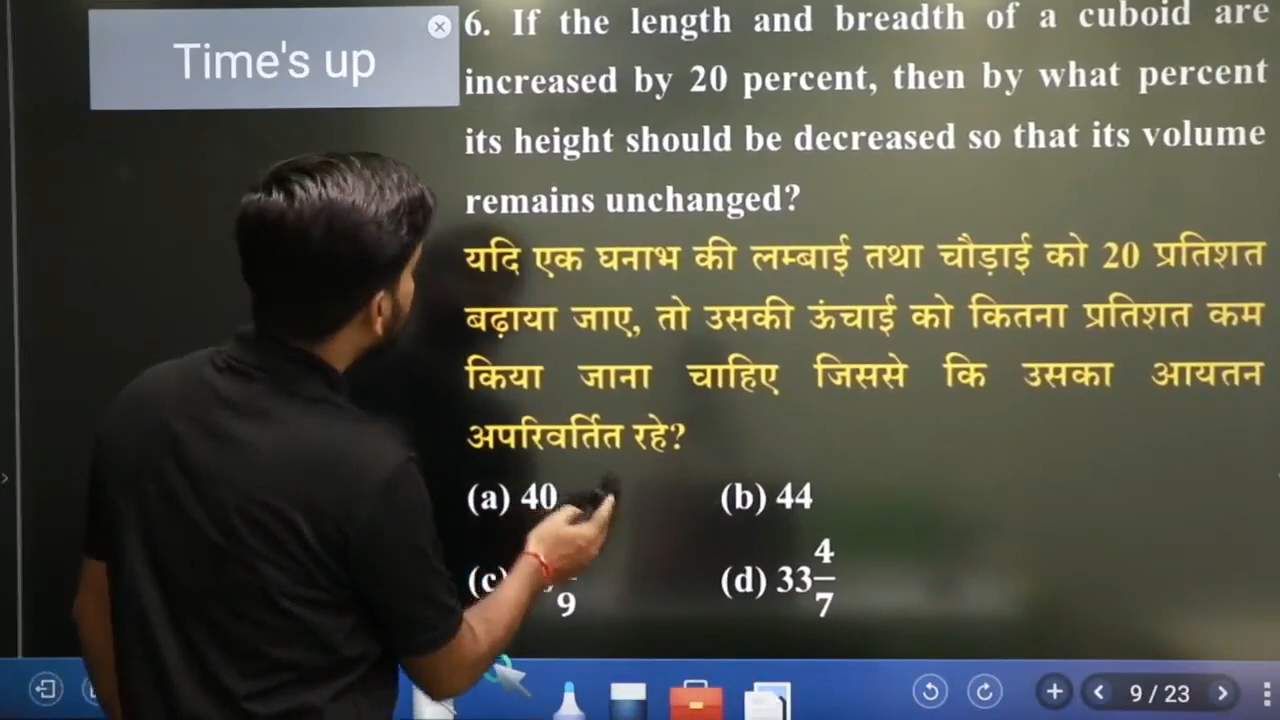 Time's up
6. If the length and breadth of a cuboid are
increased by 20 percent, then by what percent
its height should be decreased so that its volume
remains unchanged?
यदि एक घनाभ की लम्बाई तथा चौड़ाई को 20 प्रतिशत
बढ़ाया जाए, तो उसकी ऊंचाई को कितना प्रतिशत कम
किया जाना चाहिए जिससे कि उसका आयतन
अपरिवर्तित रहे?
(a) 40 (b) 44
(c) 9 (d) 33 4/7
9 / 23